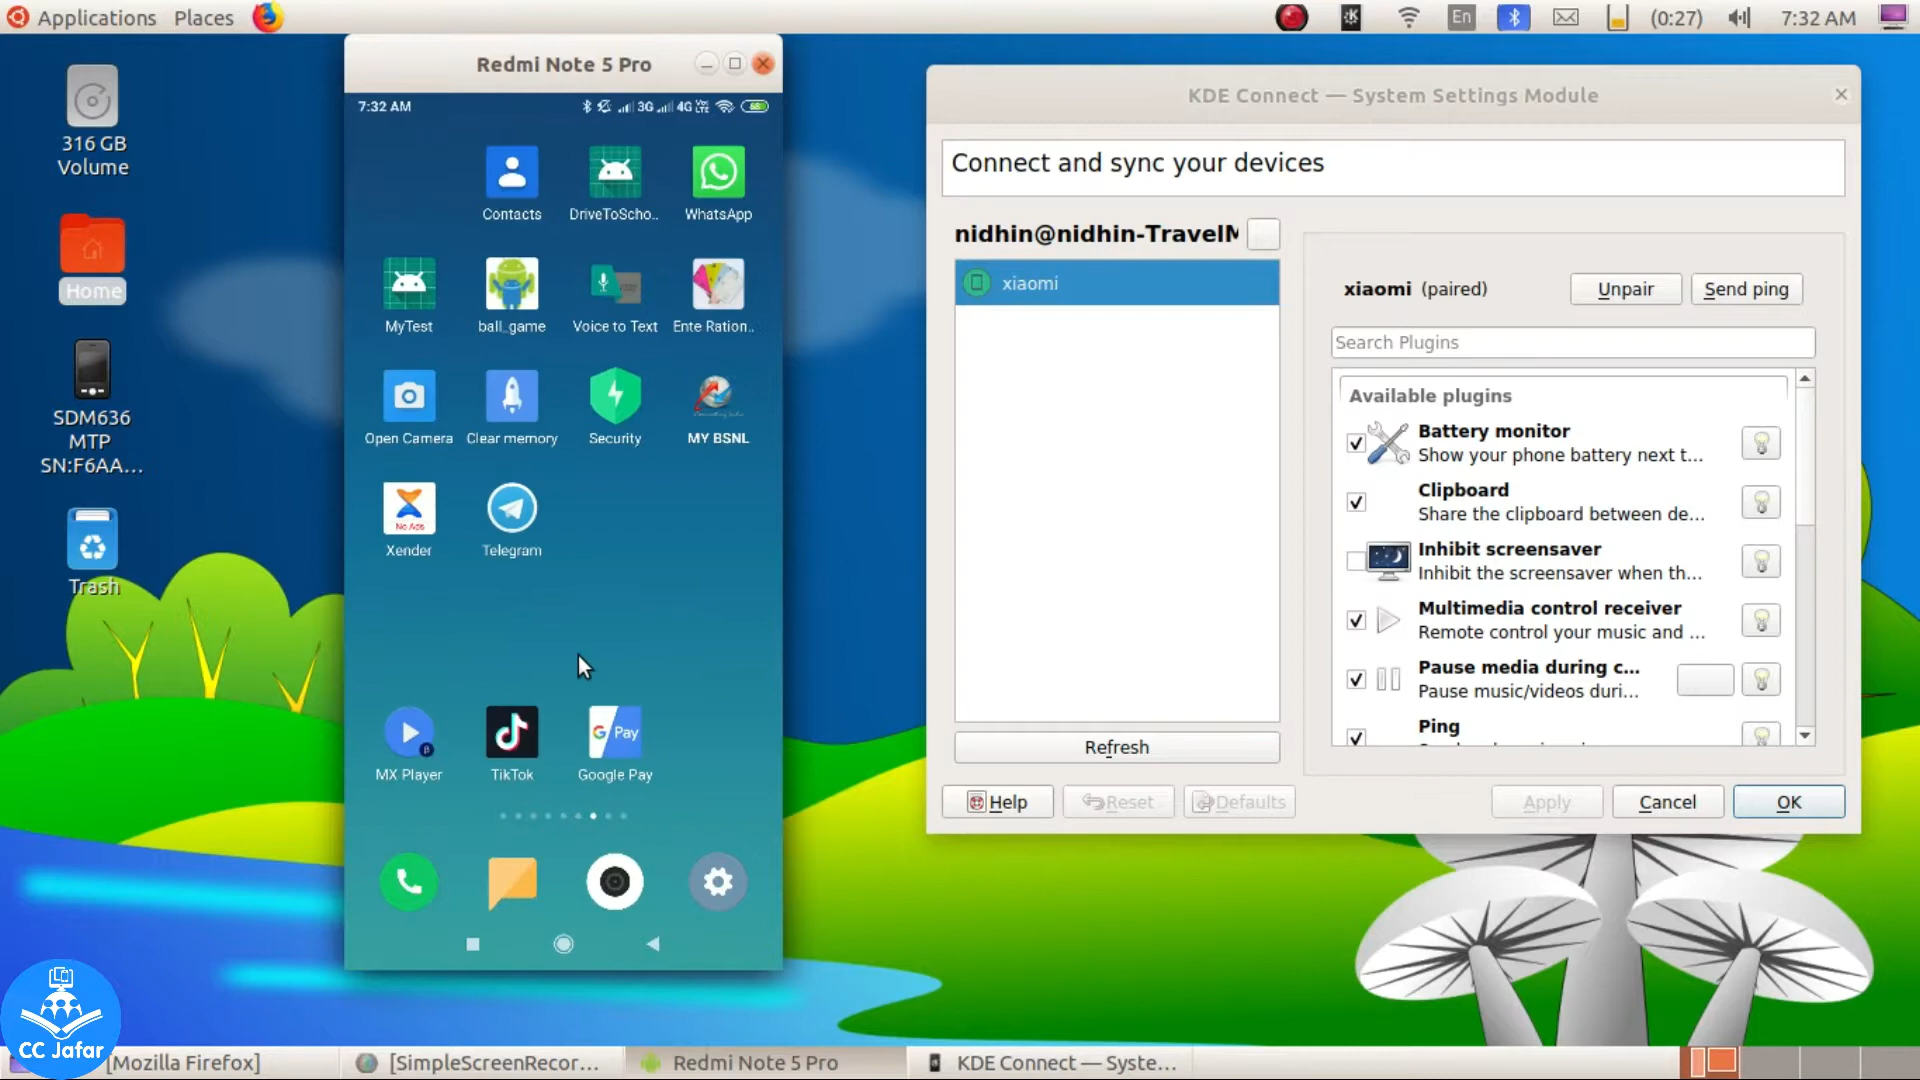 Applications Places
En
(0:27)
7:32 AM
316 GB
Volume
Home
SDM636
MTP
SN:F6AA...
Trash
Redmi Note 5 Pro
7:32 AM
3G
4G
Contacts
DriveToScho..
WhatsApp
MyTest
ball_game
Voice to Text
Ente Ration..
Open Camera
Clear memory
Security
MY BSNL
No Ads
Xender
Telegram
G Pay
MX Player
TikTok
Google Pay
KDE Connect — System Settings Module
Connect and sync your devices
nidhin@nidhin-TravelM
xiaomi
Refresh
xiaomi (paired)
Unpair
Send ping
Search Plugins
Available plugins
Battery monitor
Show your phone battery next t...
Clipboard
Share the clipboard between de...
Inhibit screensaver
Inhibit the screensaver when th...
Multimedia control receiver
Remote control your music and ...
Pause media during c...
Pause music/videos duri...
Ping
Help
Reset
Defaults
Apply
Cancel
OK
CC Jafar
[Mozilla Firefox]
[SimpleScreenRecor...
Redmi Note 5 Pro
KDE Connect — Syste...